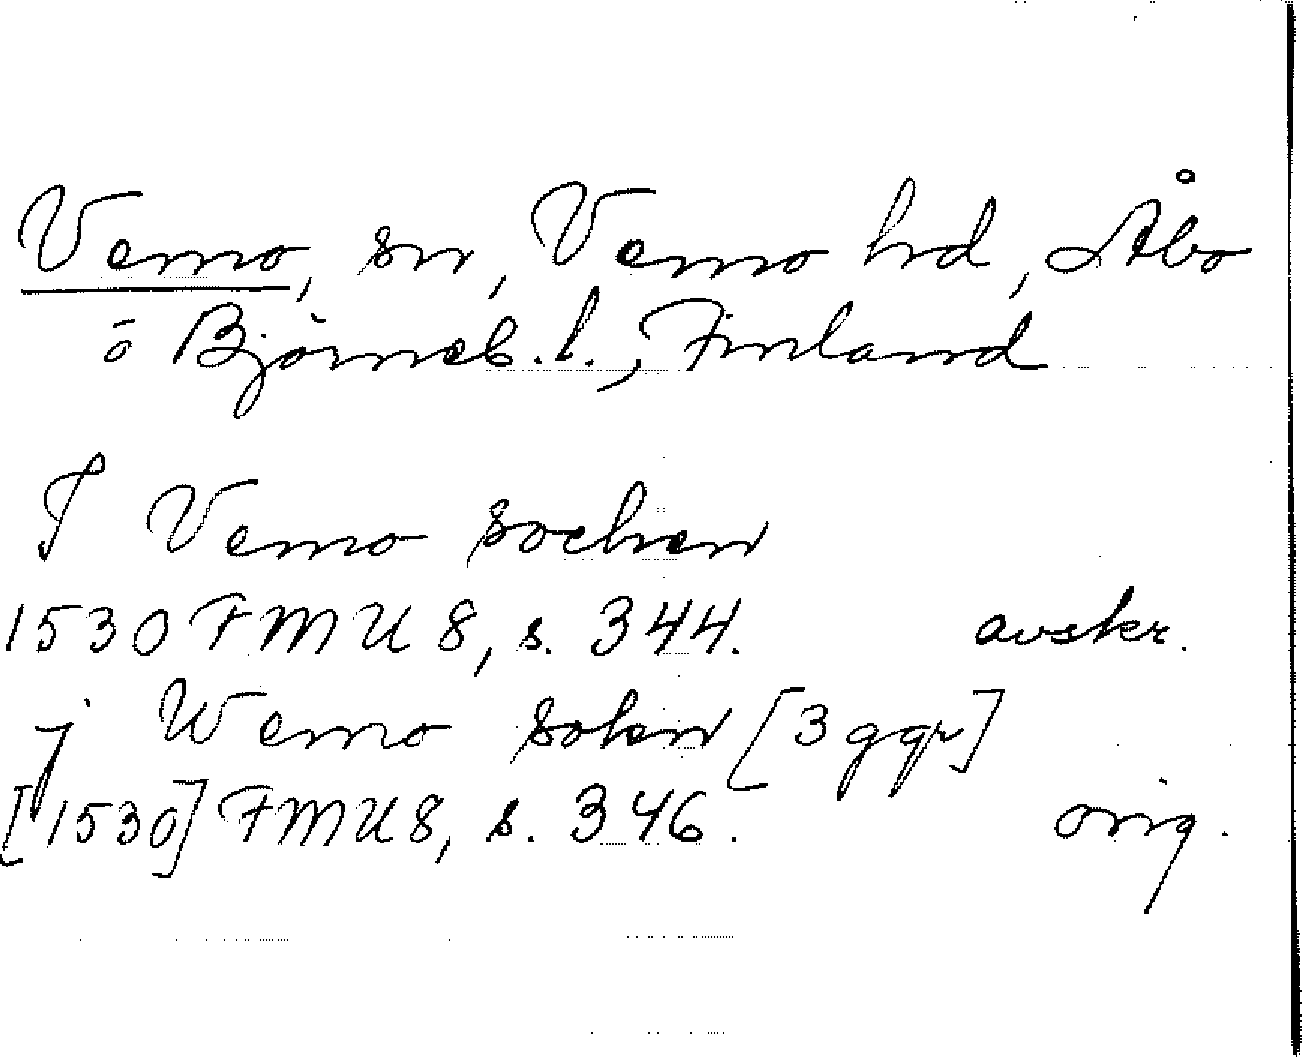 Vemo, sn, Vemo hd, Åbo
o Björneb. l., Finland
J Vemo sochen
1530 FMU 8, s. 344. avskr.
j Wemo sokn [3 ggr]
[1530] FMU 8, s. 346. orig.